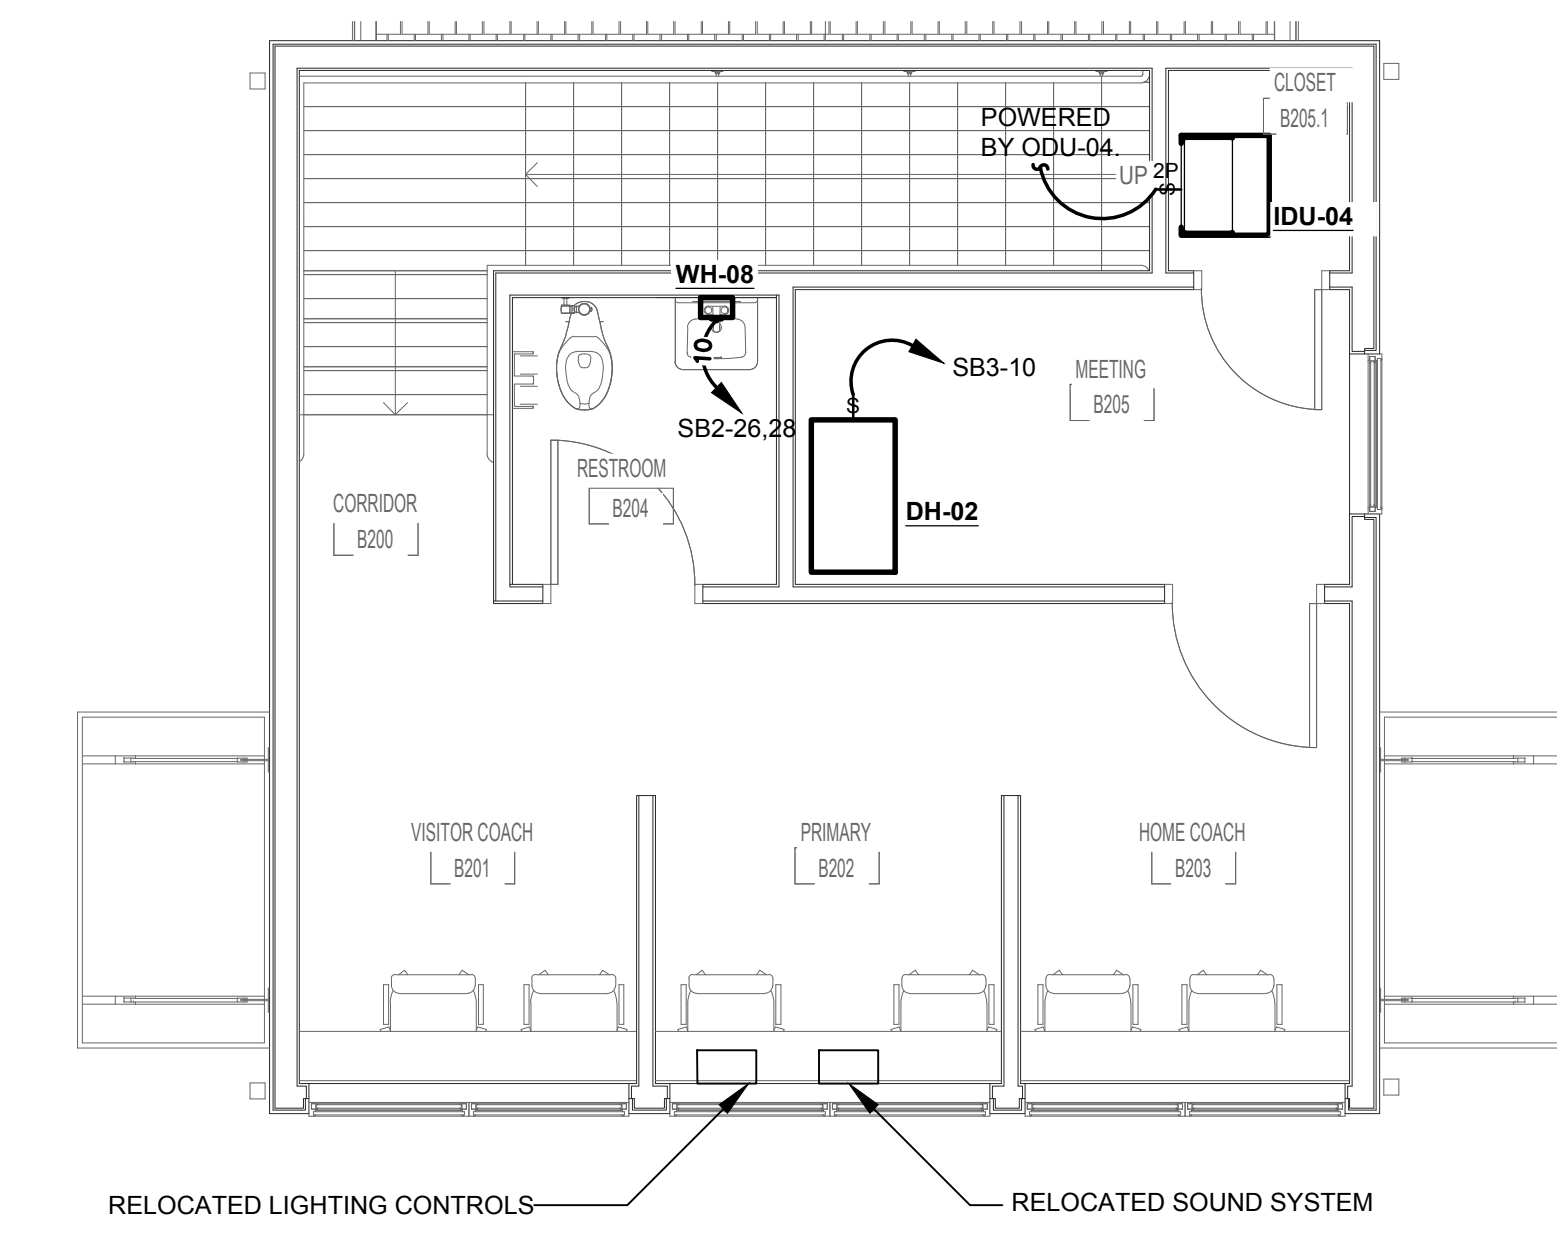 CLOSET
B205.1
POWERED
BY ODU-04.
UP
2P
S
IDU-04
WH-08
10
SB2-26,28
SB3-10
S
MEETING
B205
RESTROOM
B204
CORRIDOR
B200
DH-02
VISITOR COACH
B201
PRIMARY
B202
HOME COACH
B203
RELOCATED LIGHTING CONTROLS
RELOCATED SOUND SYSTEM